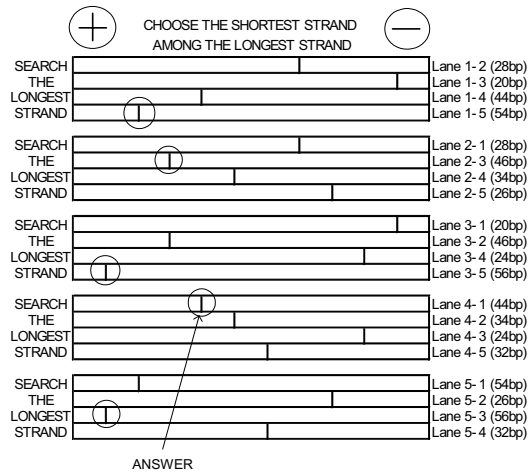 CHOOSE THE SHORTEST STRAND
AMONG THE LONGEST STRAND
SEARCH Lane 1- 2 (28bp)
THE Lane 1- 3 (20bp)
LONGEST Lane 1- 4 (44bp)
STRAND Lane 1- 5 (54bp)
SEARCH Lane 2- 1 (28bp)
THE Lane 2- 3 (46bp)
LONGEST Lane 2- 4 (34bp)
STRAND Lane 2- 5 (26bp)
SEARCH Lane 3- 1 (20bp)
THE Lane 3- 2 (46bp)
LONGEST Lane 3- 4 (24bp)
STRAND Lane 3- 5 (56bp)
SEARCH Lane 4- 1 (44bp)
THE Lane 4- 2 (34bp)
LONGEST Lane 4- 3 (24bp)
STRAND Lane 4- 5 (32bp)
SEARCH Lane 5- 1 (54bp)
THE Lane 5- 2 (26bp)
LONGEST Lane 5- 3 (56bp)
STRAND Lane 5- 4 (32bp)
ANSWER